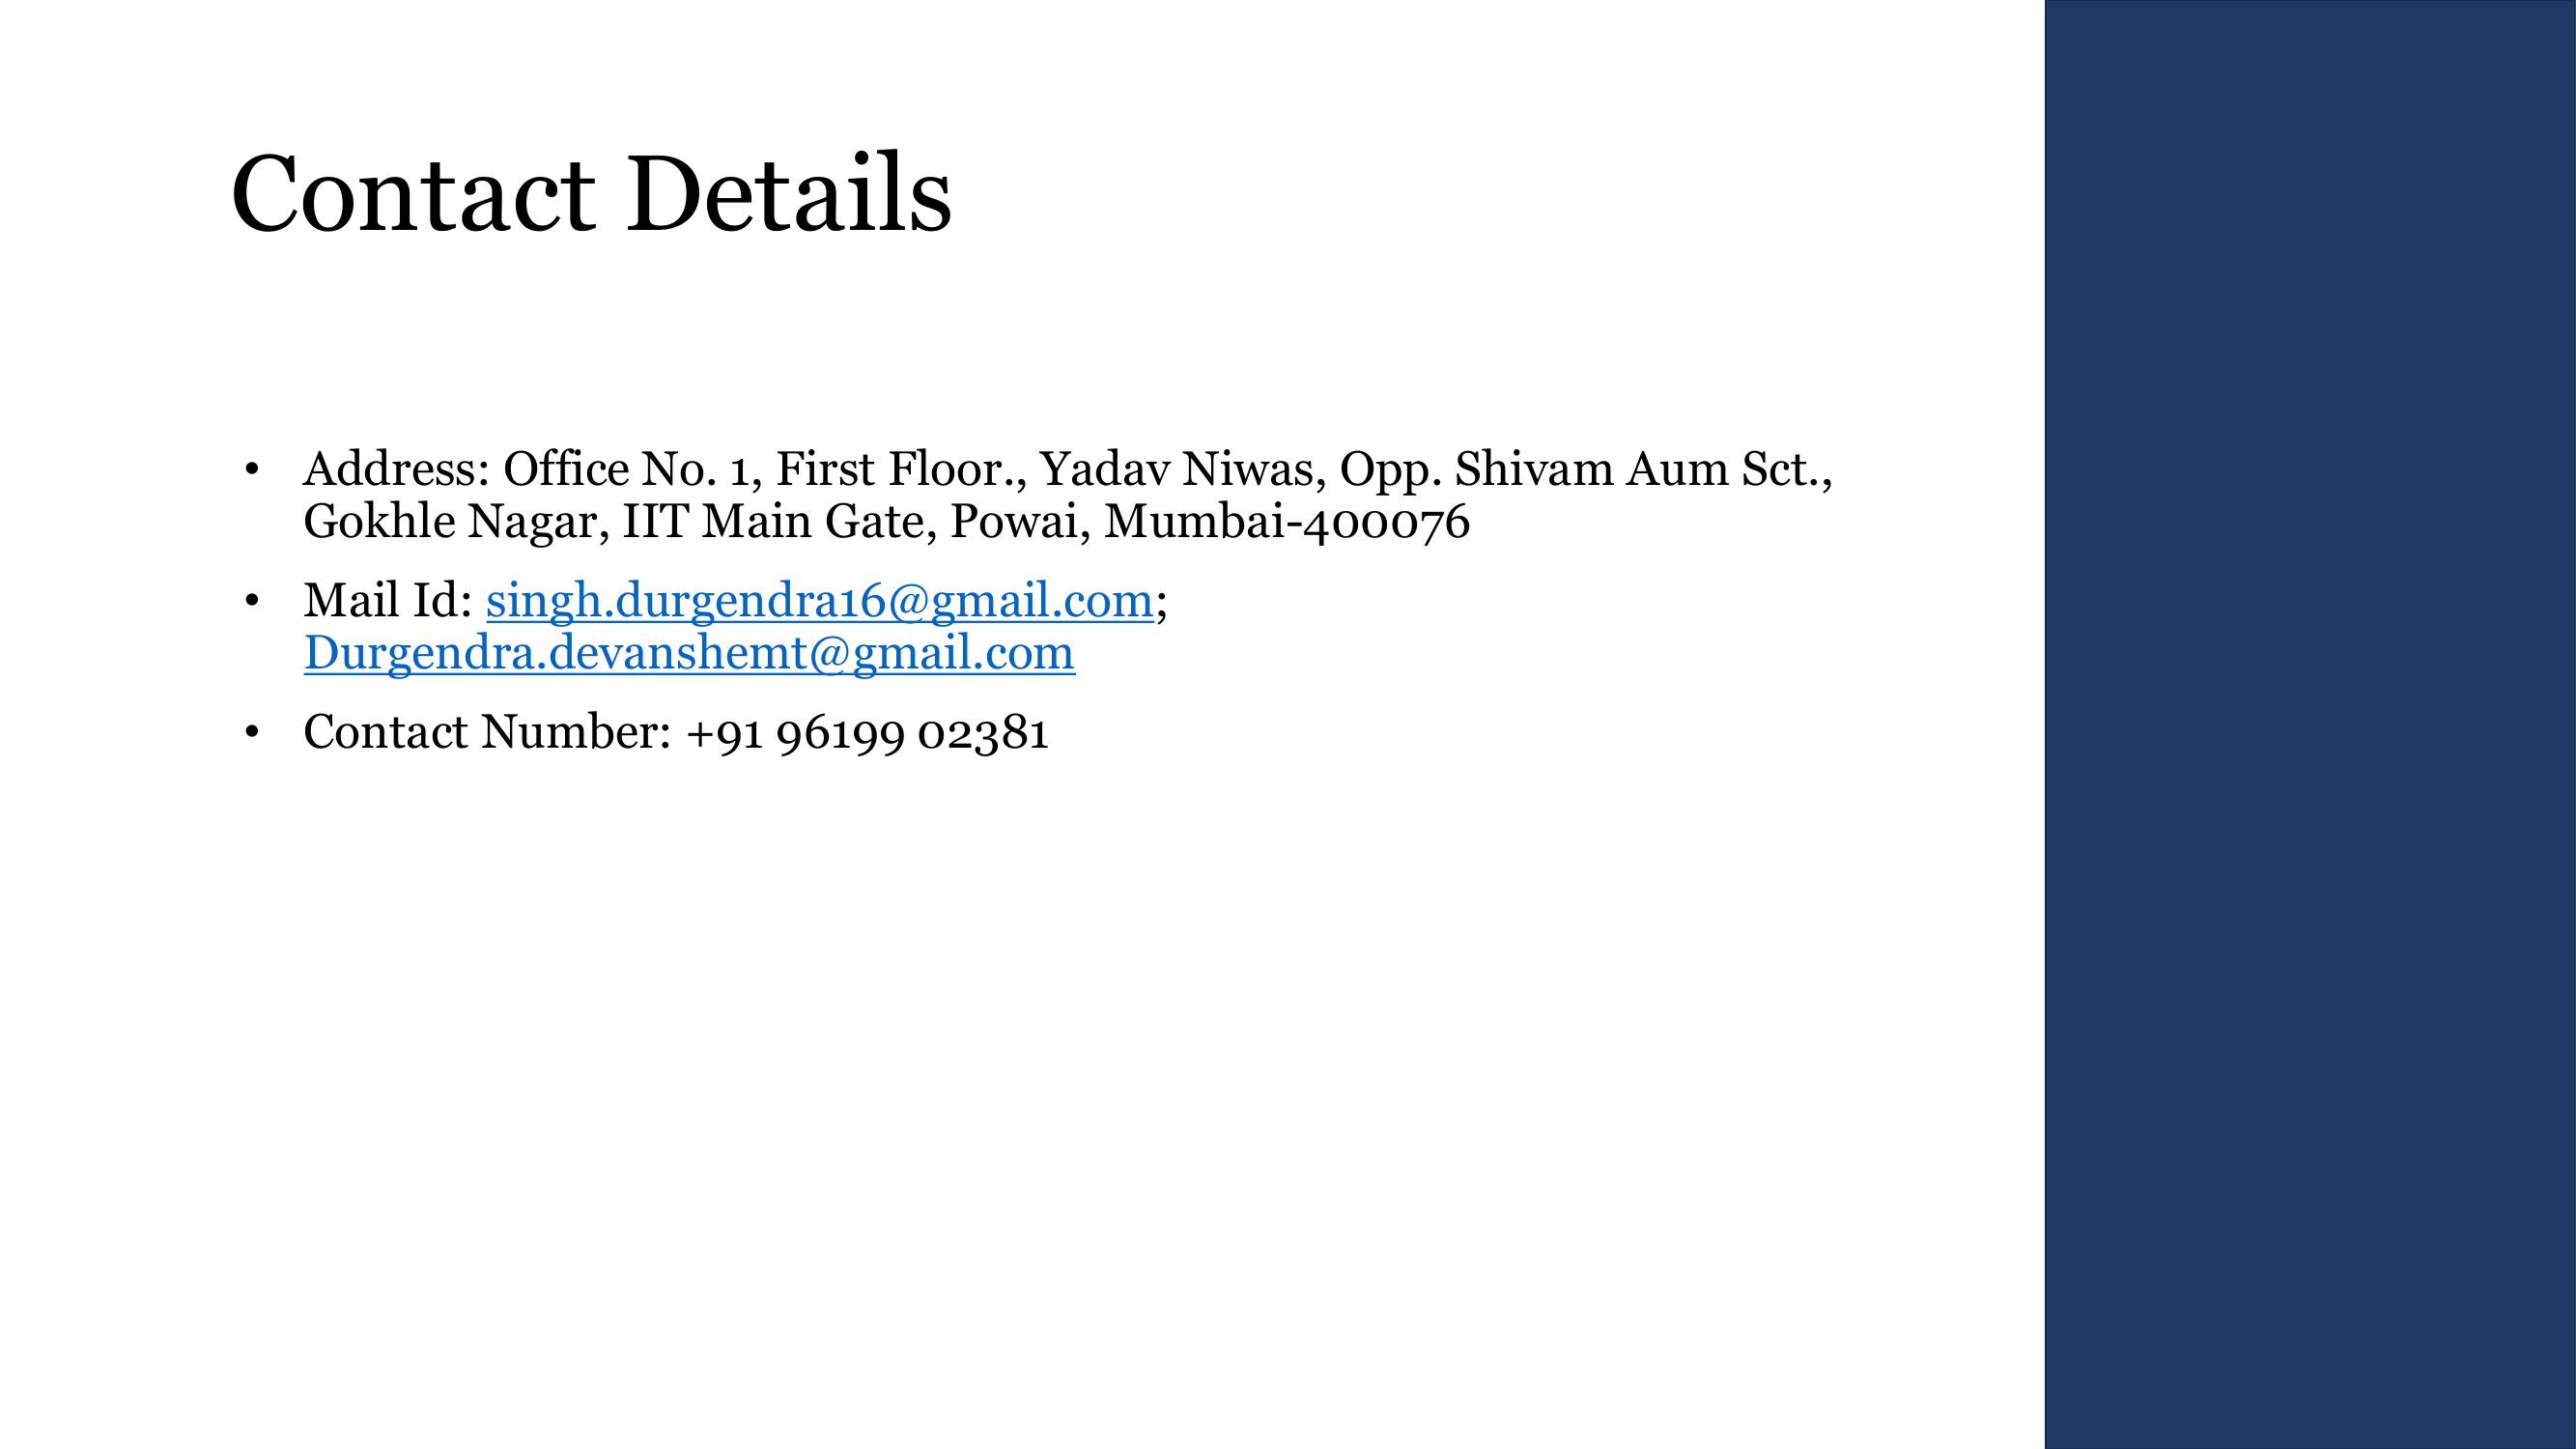 Contact Details
• Address: Office No. 1, First Floor., Yadav Niwas, Opp. Shivam Aum Sct.,
Gokhle Nagar, IIT Main Gate, Powai, Mumbai-400076
• Mail Id: singh.durgendra16@gmail.com;
Durgendra.devanshemt@gmail.com
• Contact Number: +91 96199 02381